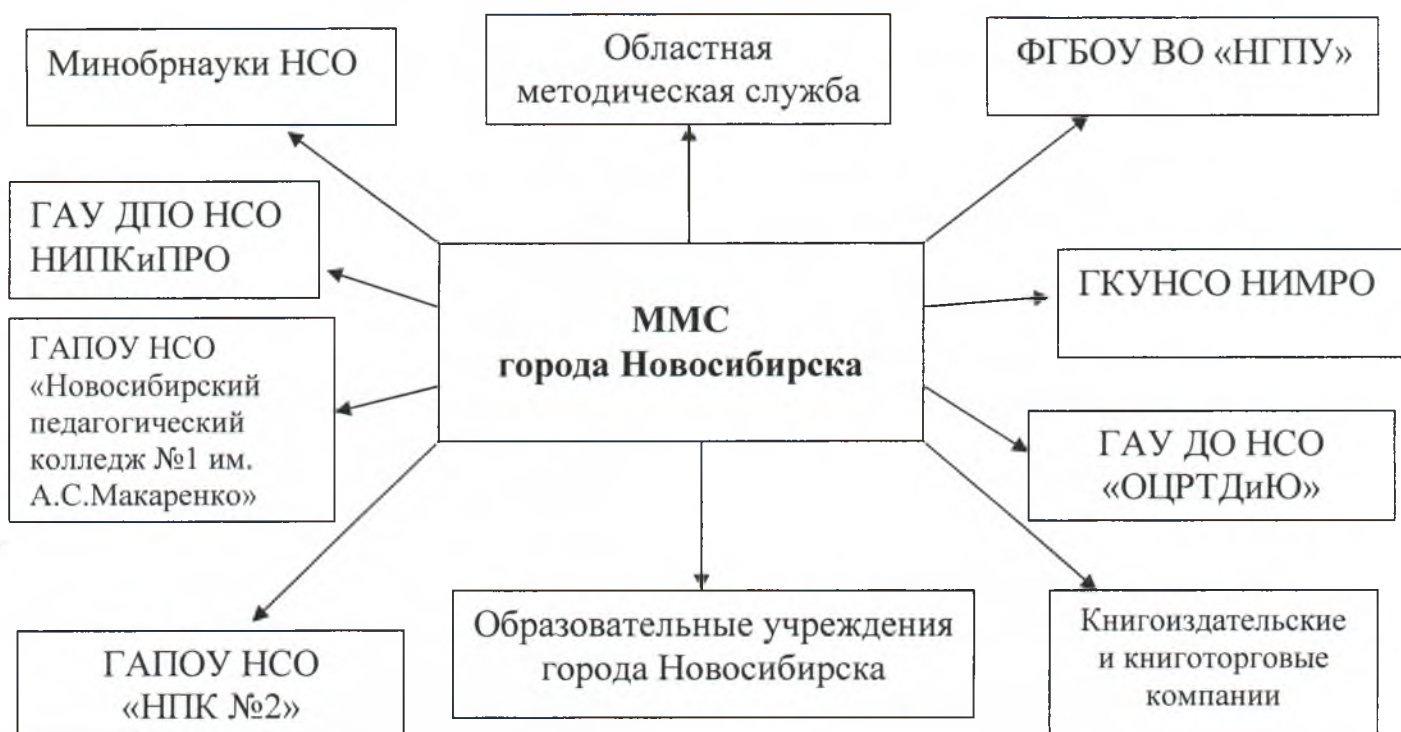 Минобрнауки НСО
Областная
методическая служба
ФГБОУ ВО «НГПУ»
ГАУ ДПО НСО
НИПКиПРО
ММС
города Новосибирска
ГКУНСО НИМРО
ГАПОУ НСО
«Новосибирский
педагогический
колледж №1 им.
А.С.Макаренко»
ГАУ ДО НСО
«ОЦРТДиЮ»
ГАПОУ НСО
«НПК №2»
Образовательные учреждения
города Новосибирска
Книгоиздательские
и книготорговые
компании